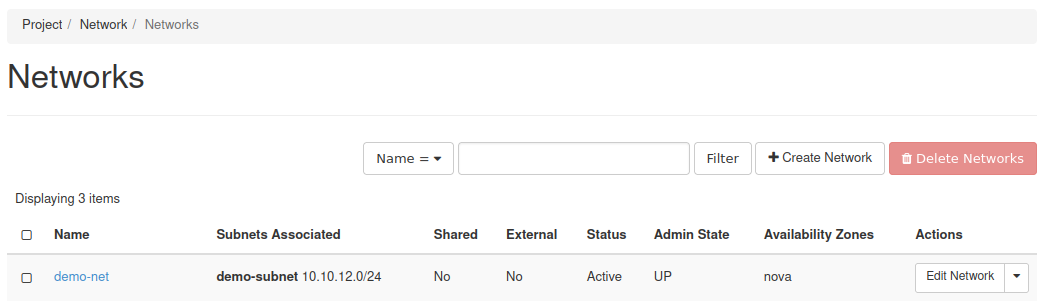 Project / Network / Networks
Networks
Name = Filter Create Network Delete Networks
Displaying 3 items
Name Subnets Associated Shared External Status Admin State Availability Zones Actions
demo-net demo-subnet 10.10.12.0/24 No No Active UP nova Edit Network